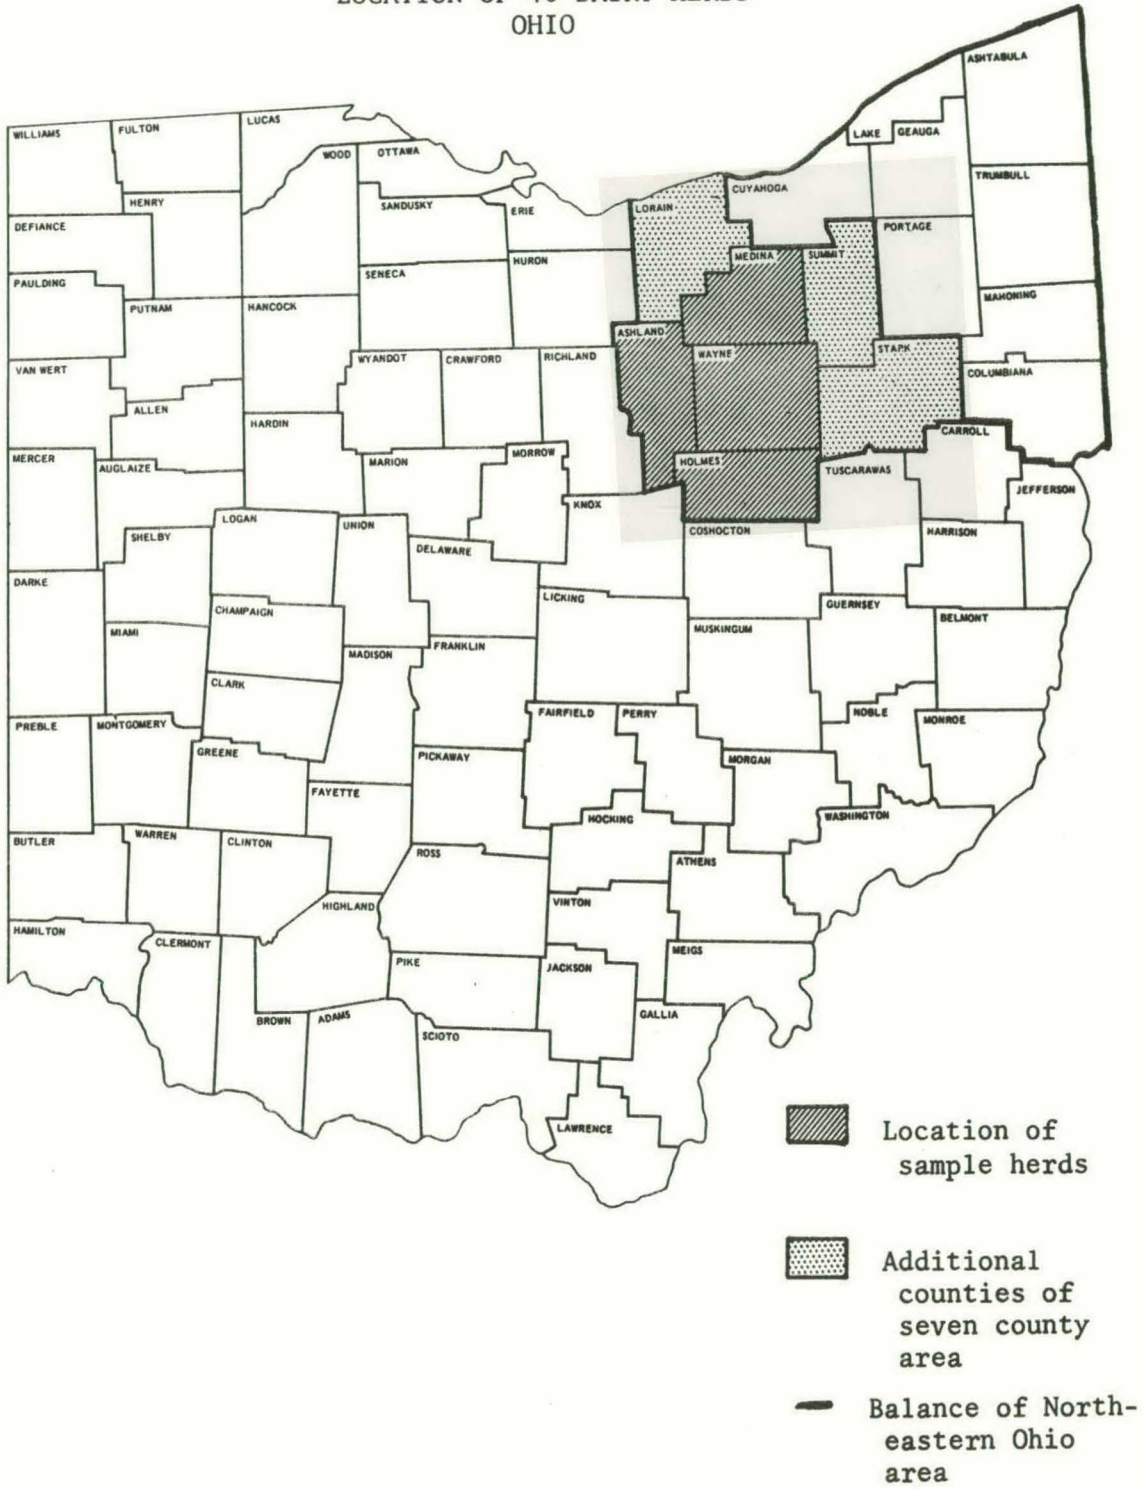 LOCATION OF DAIRY HERDS
OHIO
ASHTABULA
WILLIAMS
FULTON
LUCAS
LAKE
GEAUGA
WOOD
OTTAWA
TRUMBULL
CUYAHOGA
HENRY
SANDUSKY
ERIE
LORAIN
DEFIANCE
PORTAGE
MEDINA
SUMMIT
HURON
SENECA
PAULDING
MAHONING
PUTNAM
HANCOCK
ASHLAND
STARK
WYANDOT
CRAWFORD
RICHLAND
WAYNE
VAN WERT
COLUMBIANA
ALLEN
HARDIN
CARROLL
MERCER
AUGLAIZE
MARION
MORROW
HOLMES
TUSCARAWAS
JEFFERSON
KNOX
LOGAN
UNION
COSHOCTON
HARRISON
SHELBY
DELAWARE
DARKE
LICKING
GUERNSEY
CHAMPAIGN
BELMONT
MIAMI
MUSKINGUM
MADISON
FRANKLIN
CLARK
PREBLE
MONTGOMERY
FAIRFIELD
PERRY
NOBLE
MONROE
GREENE
PICKAWAY
MORGAN
FAYETTE
HOCKING
WASHINGTON
BUTLER
WARREN
CLINTON
ROSS
ATHENS
HIGHLAND
VINTON
HAMILTON
CLERMONT
MEIGS
PIKE
JACKSON
BROWN
ADAMS
GALLIA
SCIOTO
LAWRENCE
Location of
sample herds
Additional
counties of
seven county
area
Balance of North-
eastern Ohio
area